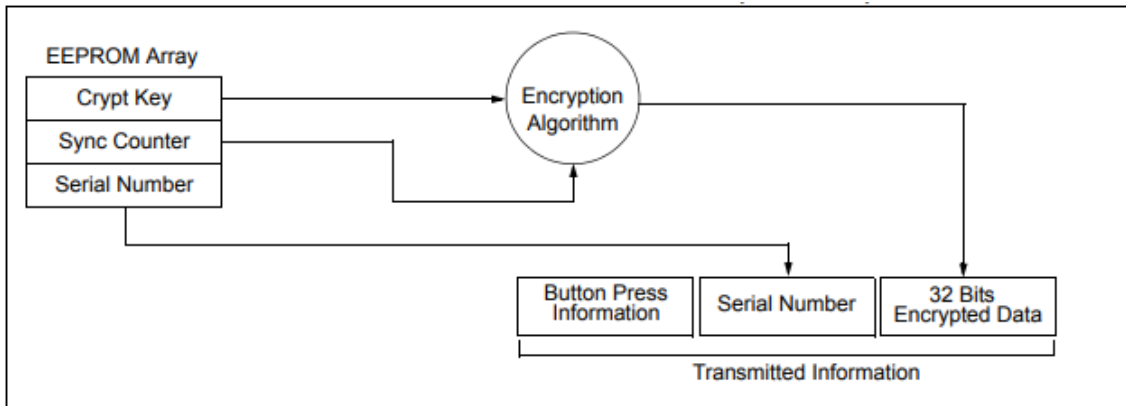 EEPROM Array
Crypt Key
Sync Counter
Serial Number
Encryption
Algorithm
Button Press
Information
Serial Number
32 Bits
Encrypted Data
Transmitted Information